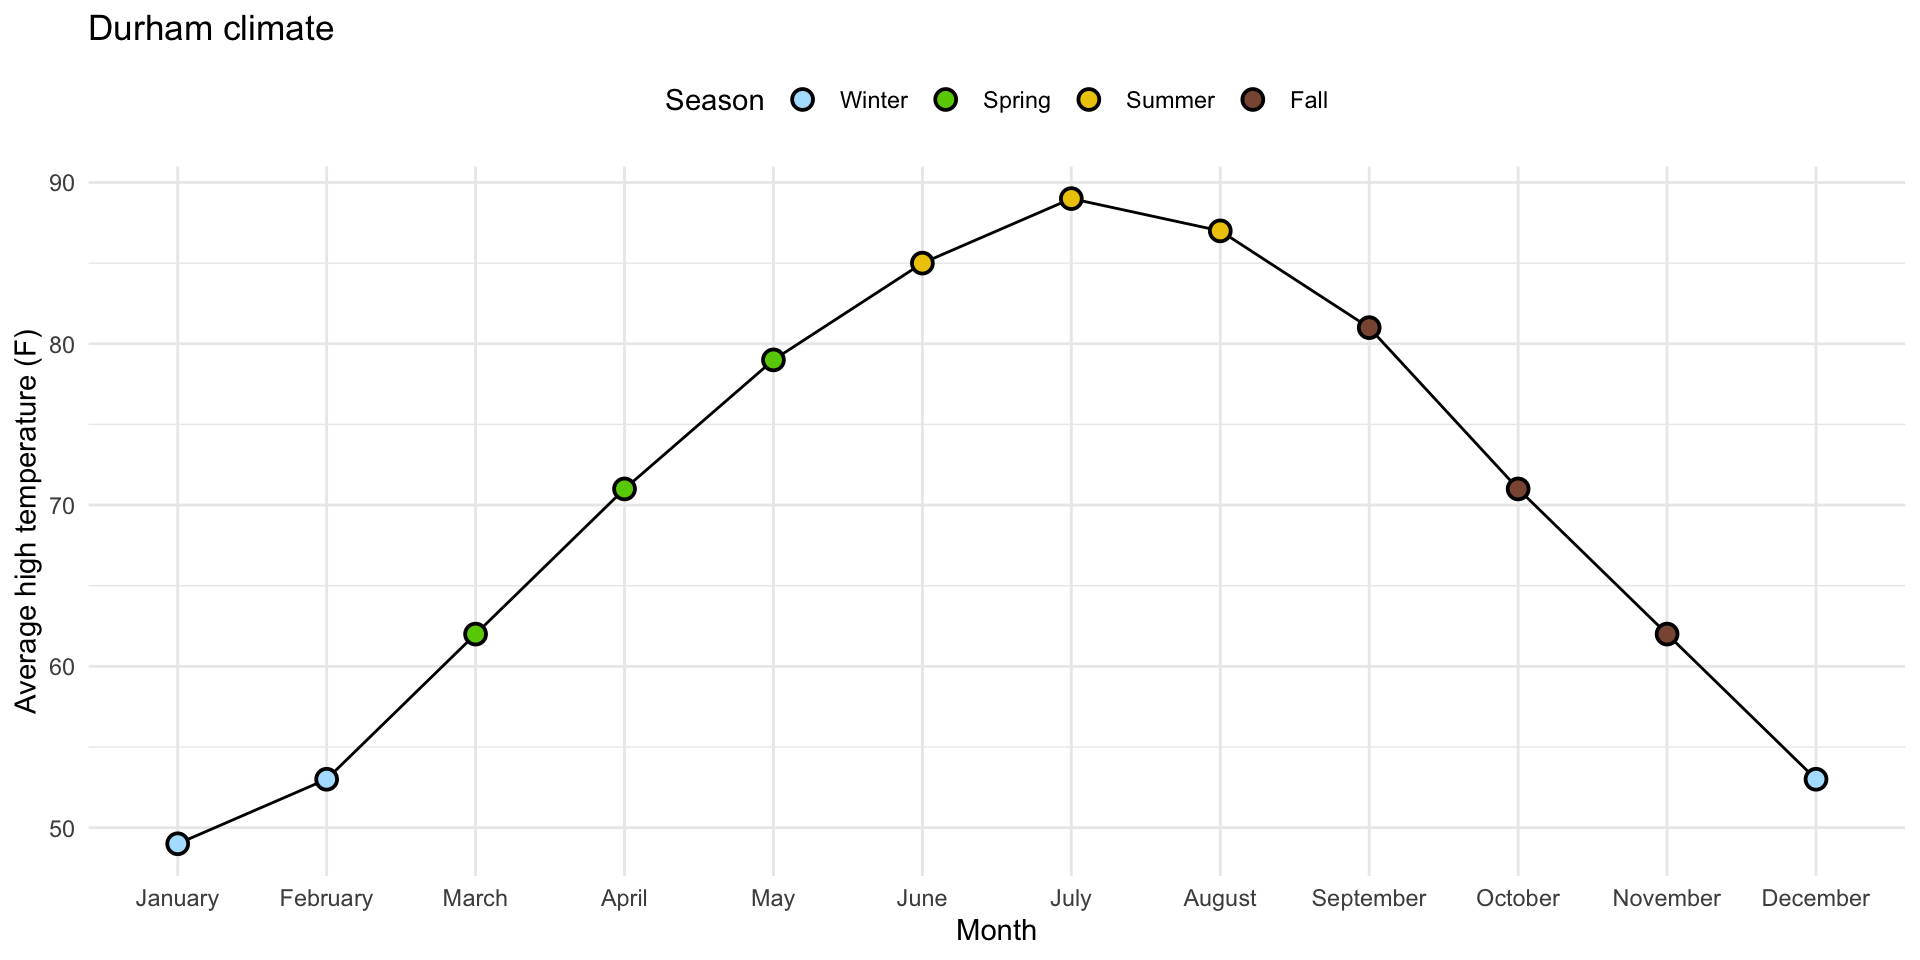 Durham climate
Season Winter Spring Summer Fall
Average high temperature (F)
90
80
70
60
50
January February March April May June July August September October November December
Month